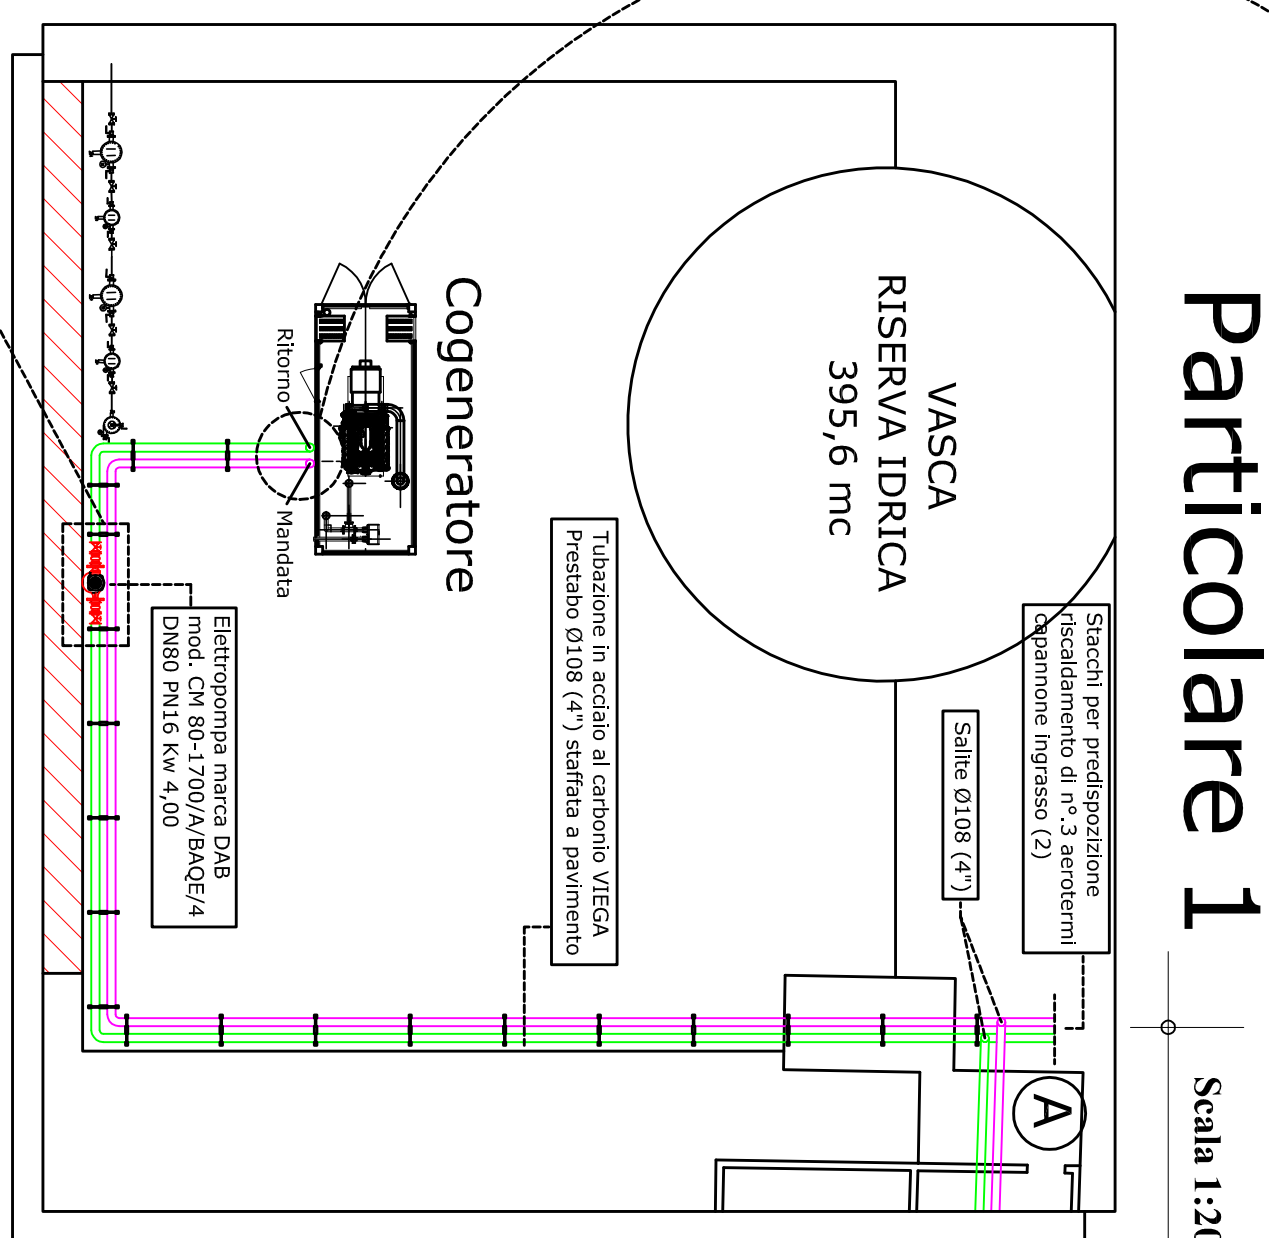 Particolare 1
Scala 1:20
VASCA
RISERVA IDRICA
395,6 mc
Stacchi per predispozizione
riscaldamento di n°.3 aerotermi
capannone ingrasso (2)
Salite Ø108 (4")
Tubazione in acciaio al carbonio VIEGA
Prestabo Ø108 (4") staffata a pavimento
Cogeneratore
Ritorno
Mandata
Elettropompa marca DAB
mod. CM 80-1700/A/BAQE/4
DN80 PN16 Kw 4,00
A